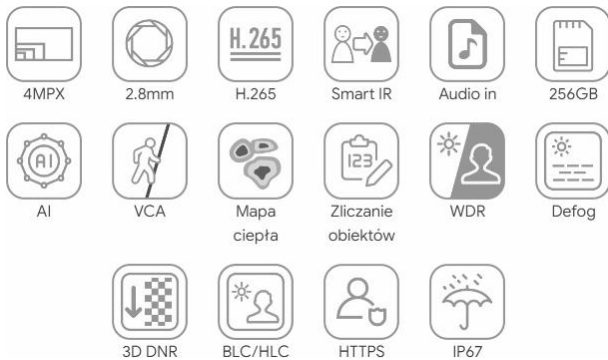 H.265
4MPX 2.8mm H.265 Smart IR Audio in 256GB
AI 123
AI VCA Mapa Zliczanie WDR Defog
ciepła obiektów
3D DNR BLC/HLC HTTPS IP67